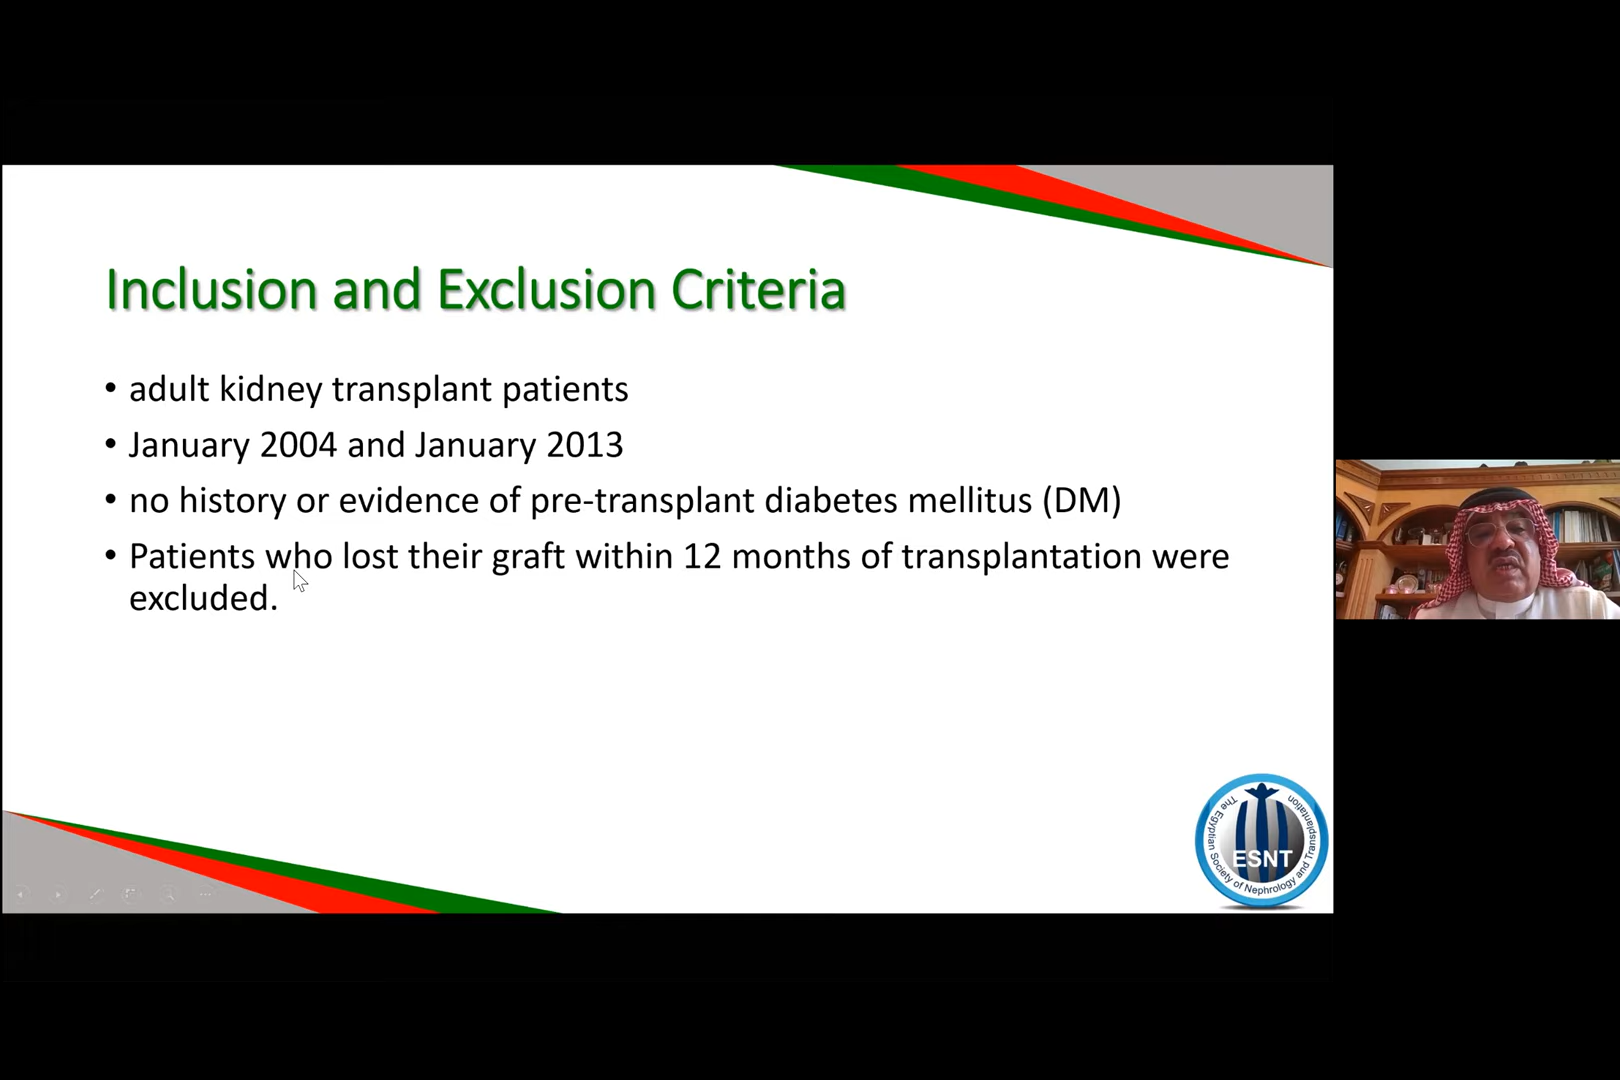 Inclusion and Exclusion Criteria
• adult kidney transplant patients
• January 2004 and January 2013
• no history or evidence of pre-transplant diabetes mellitus (DM)
• Patients who lost their graft within 12 months of transplantation were
excluded.
The Egyptian Society of Nephrology and Transplantation
ESNT